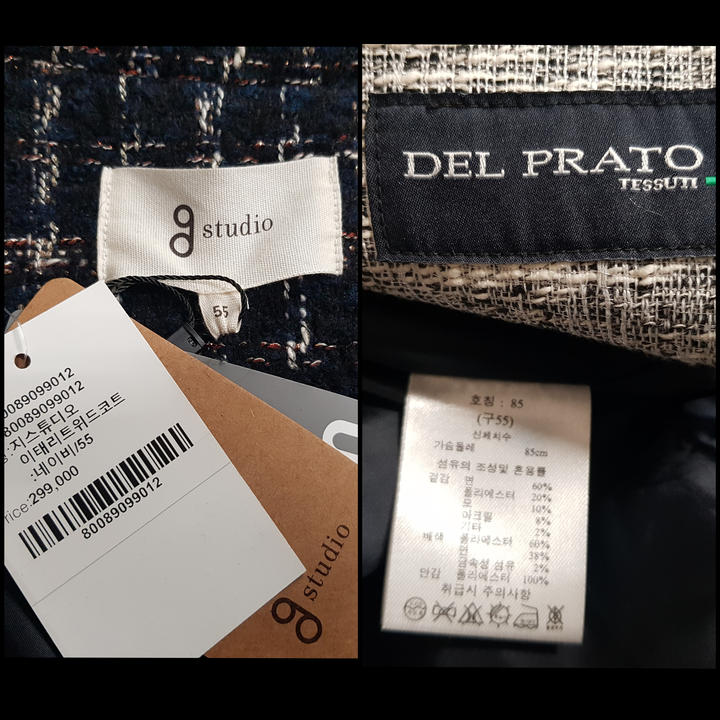 g studio
55
0089099012
80089099012
:지스튜디오
이태리트위드코트
:네이비/55
rice:299,000
80089099012
g studio
DEL PRATO
TESSUTI
호칭 : 85
(구55)
신체치수
가슴둘레 85cm
섬유의 조성및 혼용률
겉감 면 60%
폴리에스터 20%
모 10%
아크릴 8%
기타 2%
배색 폴리에스터 60%
면 38%
금속성 섬유 2%
안감 폴리에스터 100%
취급시 주의사항